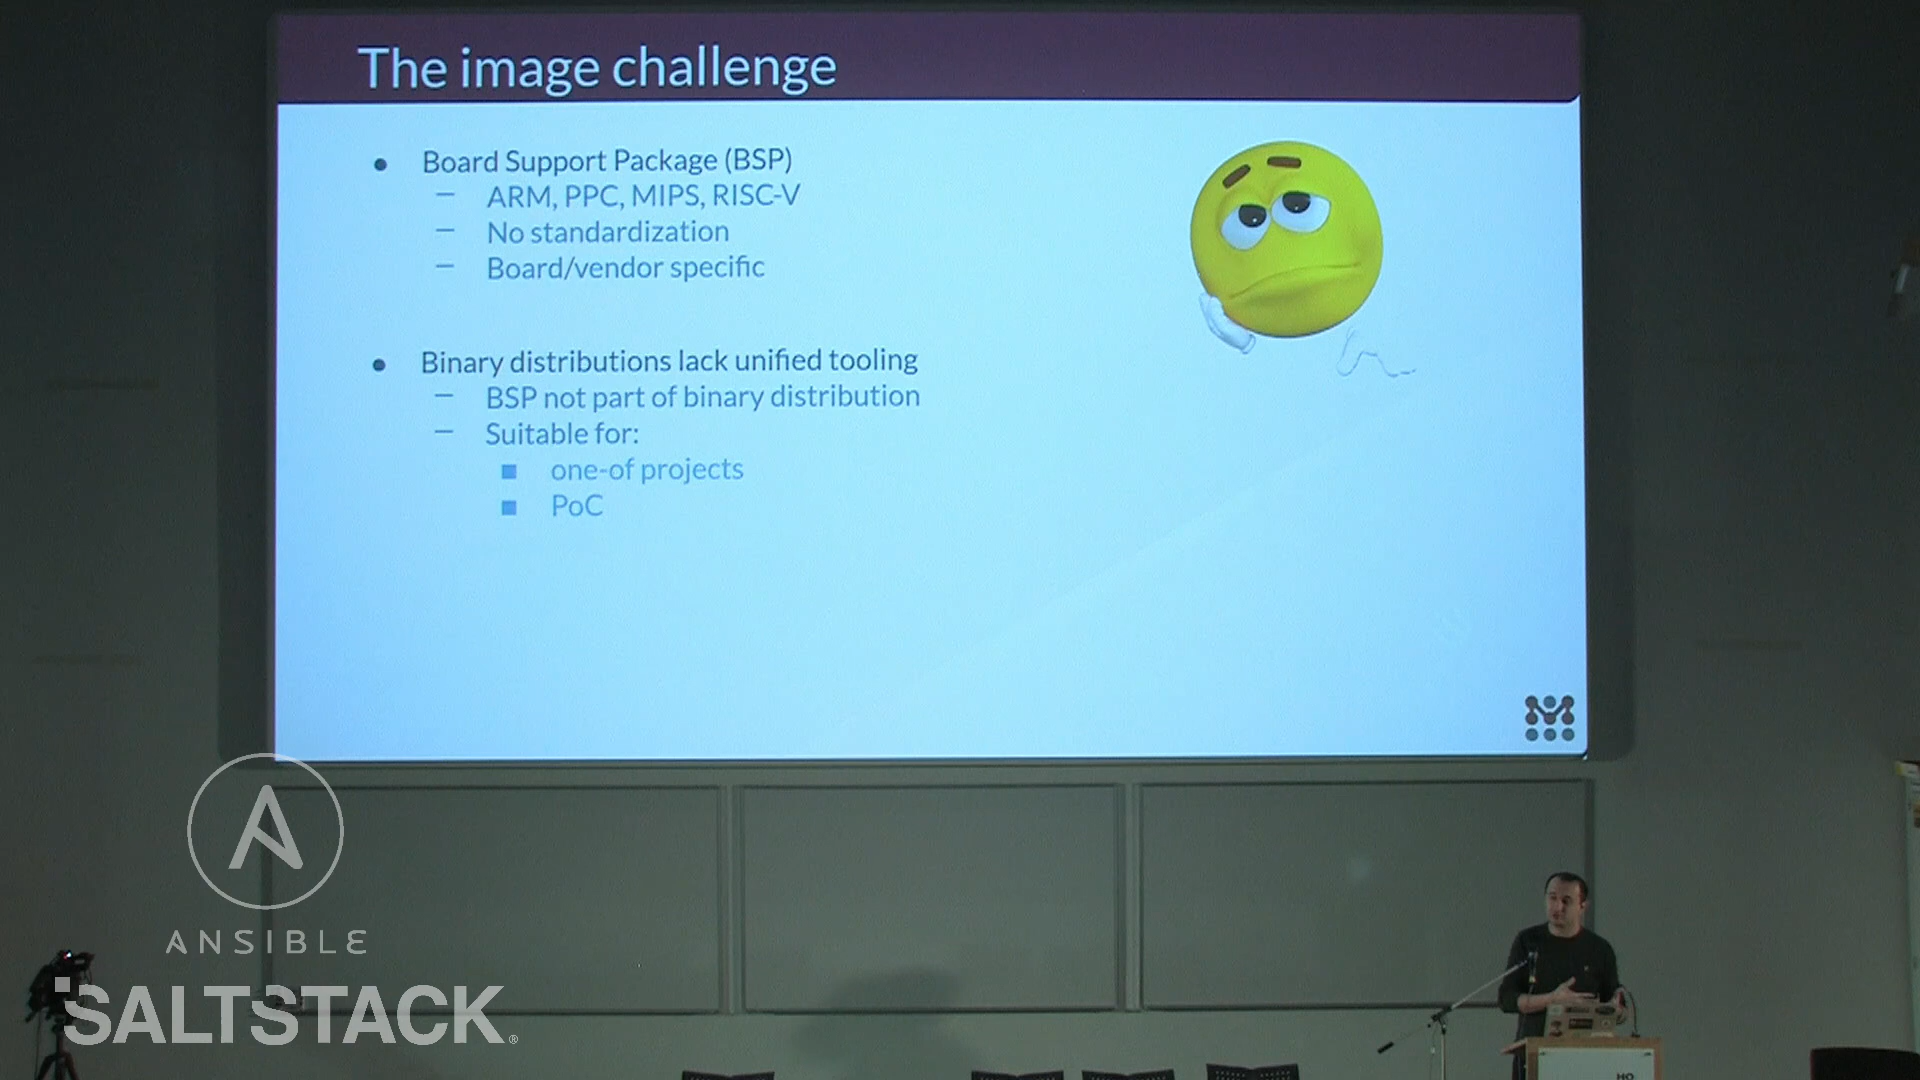 The image challenge
Board Support Package (BSP)
ARM, PPC, MIPS, RISC-V
No standardization
Board/vendor specific
Binary distributions lack unified tooling
BSP not part of binary distribution
Suitable for:
one-of projects
PoC
ANSIBLE
SALTSTACK®
HO